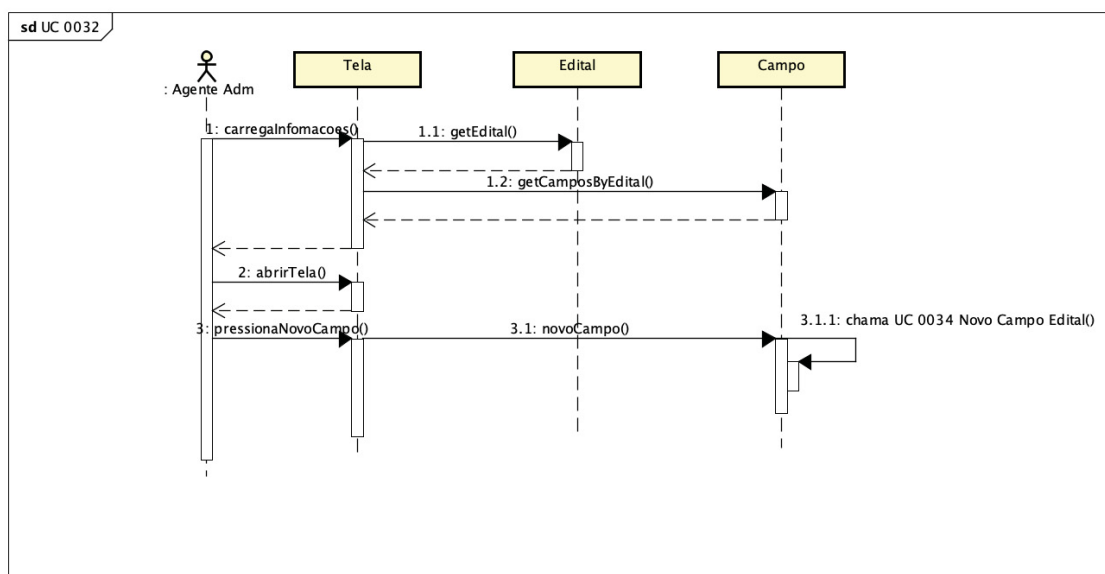 sd UC 0032
: Agente Adm
Tela
Edital
Campo
1: carregaInfomacoes()
1.1: getEdital()
1.2: getCamposByEdital()
2: abrirTela()
3: pressionaNovoCampo()
3.1: novoCampo()
3.1.1: chama UC 0034 Novo Campo Edital()